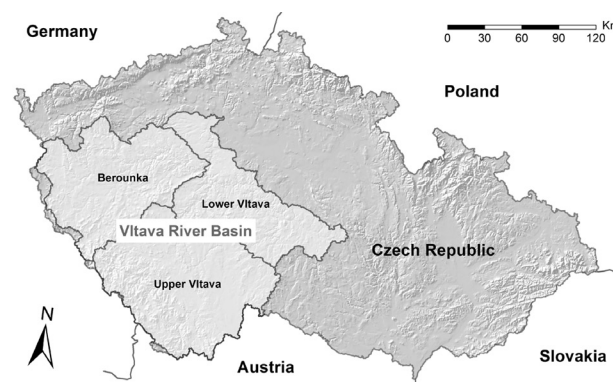 Germany
Km
0 30 60 90 120
Poland
Berounka
Lower Vltava
Vltava River Basin
Czech Republic
Upper Vltava
N
Austria
Slovakia